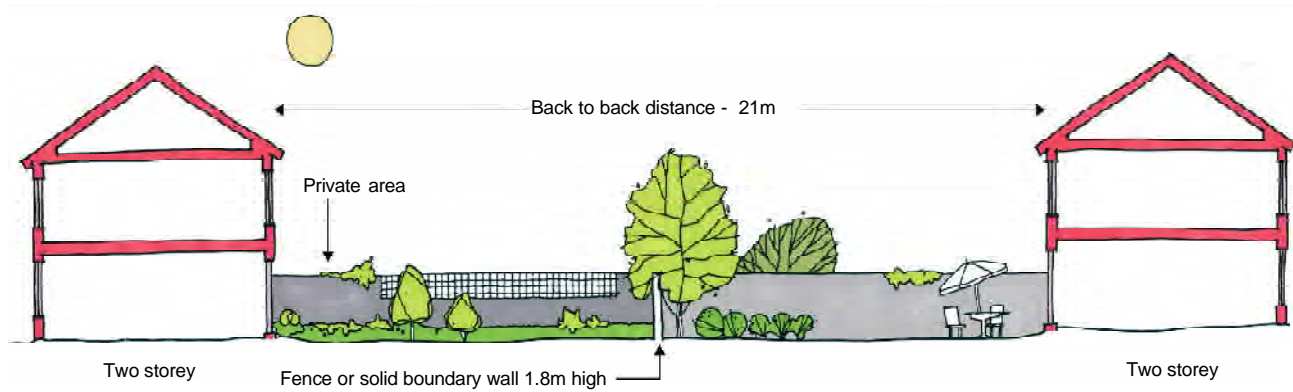 Back to back distance - 21m
Private area
Two storey
Fence or solid boundary wall 1.8m high
Two storey